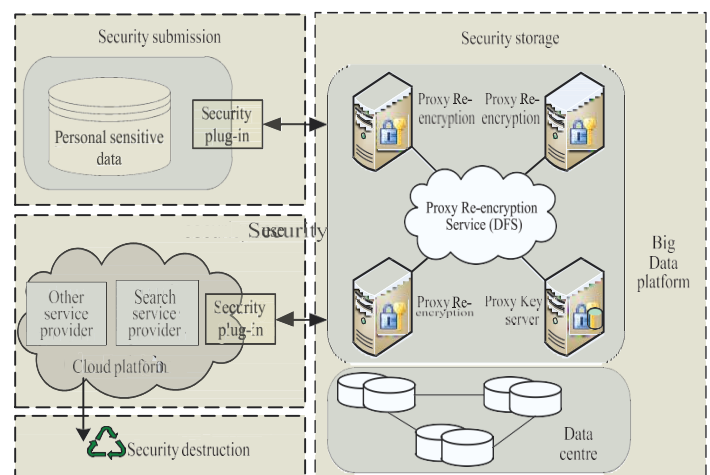 Security submission
Personal sensitive
data
Security
plug-in
Security storage
Proxy Re-
encryption
Proxy Re-
encryption
Proxy Re-encryption
Service (DFS)
Proxy Re-
encryption
Proxy Key
server
Big
Data
platform
Security
Other
service
provider
Search
service
provider
Security
plug-in
Cloud platform
Security destruction
Data
centre